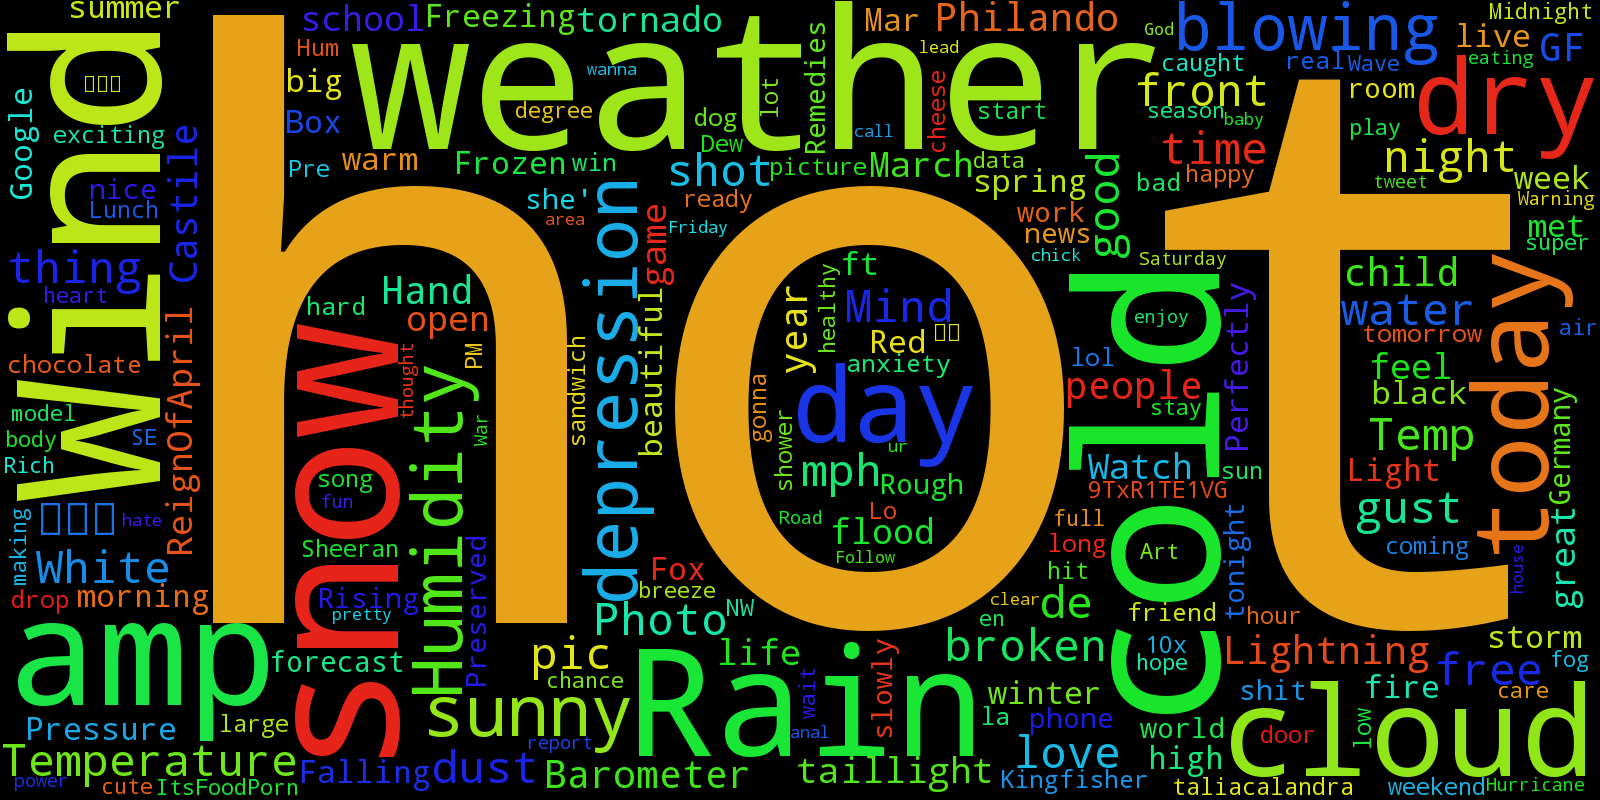 summer
school
Freezing
tornado
Mar
Philando
God
blowing
Midnight
live
GF
Hum
weather
lead
wanna
caught
real
Wave
eating
wind
big
degree
lot
Remedies
cheese
start
front
room
dry
Google
exciting
Box
dog
Dew
call
season
baby
play
time
night
Castile
Pre
warm
Frozen
win
shot
picture
March
data
spring
good
bad
happy
tweet
week
Warning
nice
Lunch
hot
she'
area
ready
Friday
work
news
chick
met
super
Saturday
thing
heart
hard
Hand
open
depression
game
beautiful
ft
healthy
year
Mind
Red
anxiety
cold
enjoy
child
water
tomorrow
today
air
chocolate
ReignOfApril
snow
thought
PM
sandwich
lol
people
Perfectly
feel
black
model
body
Rich
SE
Humidity
War
gonna
day
ur
shower
stay
Temp
Germany
song
fun
mph
Rough
Watch
sun
Light
9TxR1TE1VG
gust
hate
making
Sheeran
Road
Lo
flood
Follow
full
long
Art
tonight
coming
great
house
White
drop
morning
Rising
pretty
Preserved
Fox
breeze
Photo
NW
hit
clear
de
en
friend
hour
amp
forecast
pic
chance
Rain
life
wait
slowly
broken
10x
hope
Lightning
storm
free
fog
Pressure
large
sunny
report
anal
winter
la
phone
world
shit
fire
care
cloud
door
low
Temperature
power
cute
ItsFoodPorn
Falling
dust
Barometer
taillight
love
Kingfisher
high
taliacalandra
weekend
Hurricane